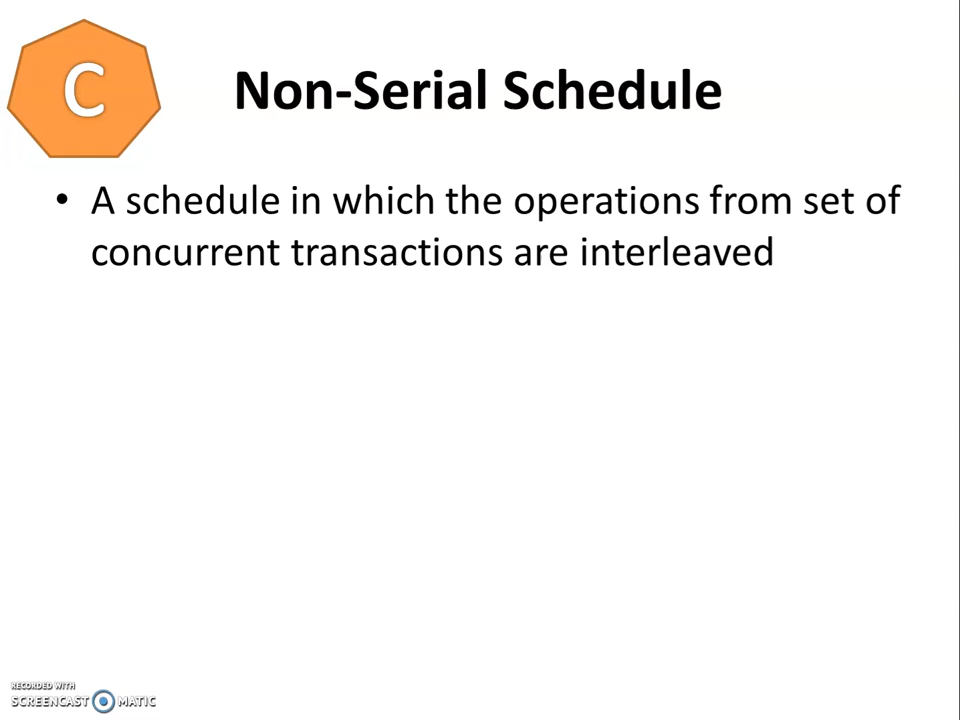 C
Non-Serial Schedule
• A schedule in which the operations from set of
concurrent transactions are interleaved
RECORDED WITH
SCREENCAST MATIC